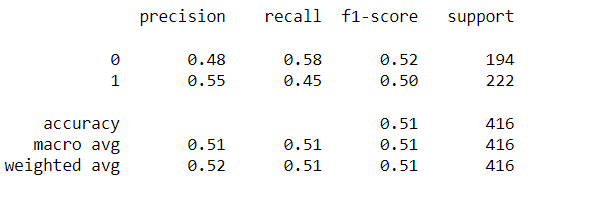 precision recall f1-score support
0 0.48 0.58 0.52 194
1 0.55 0.45 0.50 222
accuracy 0.51 416
macro avg 0.51 0.51 0.51 416
weighted avg 0.52 0.51 0.51 416